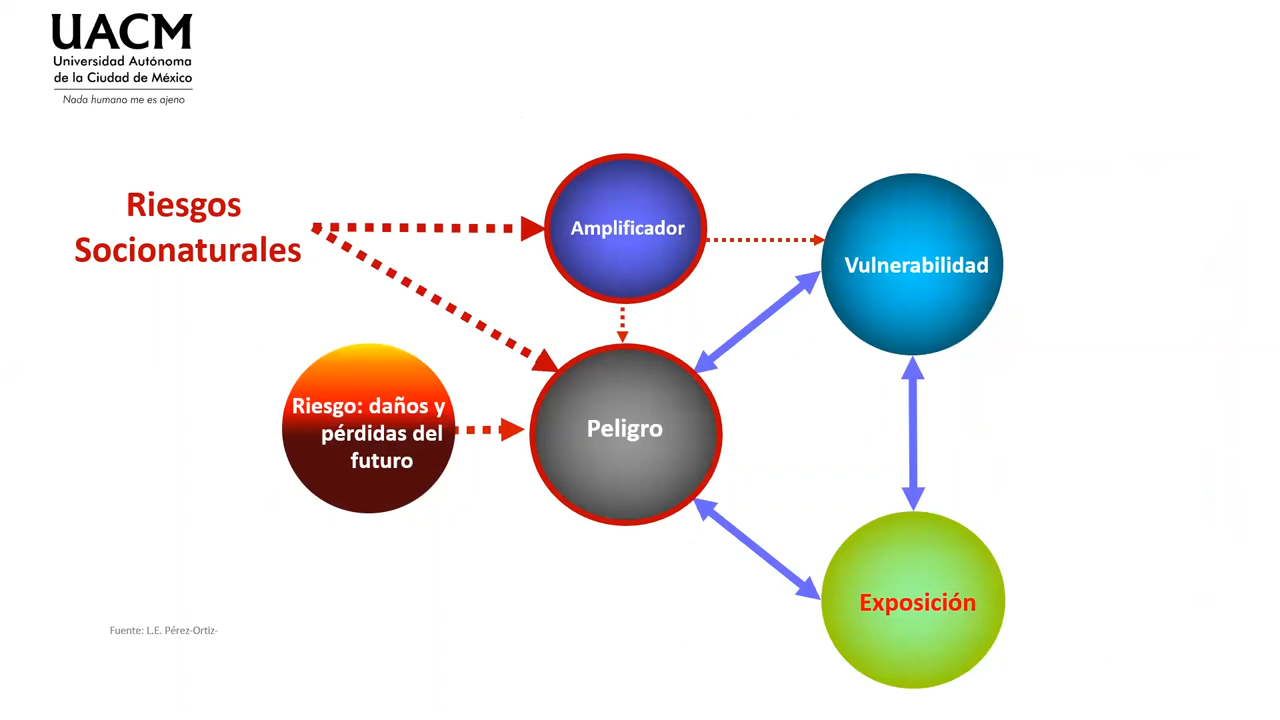 UACM
Universidad Autónoma
de la Ciudad de México
Nada humano me es ajeno
Riesgos
Socionaturales
Amplificador
Vulnerabilidad
Riesgo: daños y
pérdidas del
futuro
Peligro
Exposición
Fuente: L.E. Pérez-Ortiz-